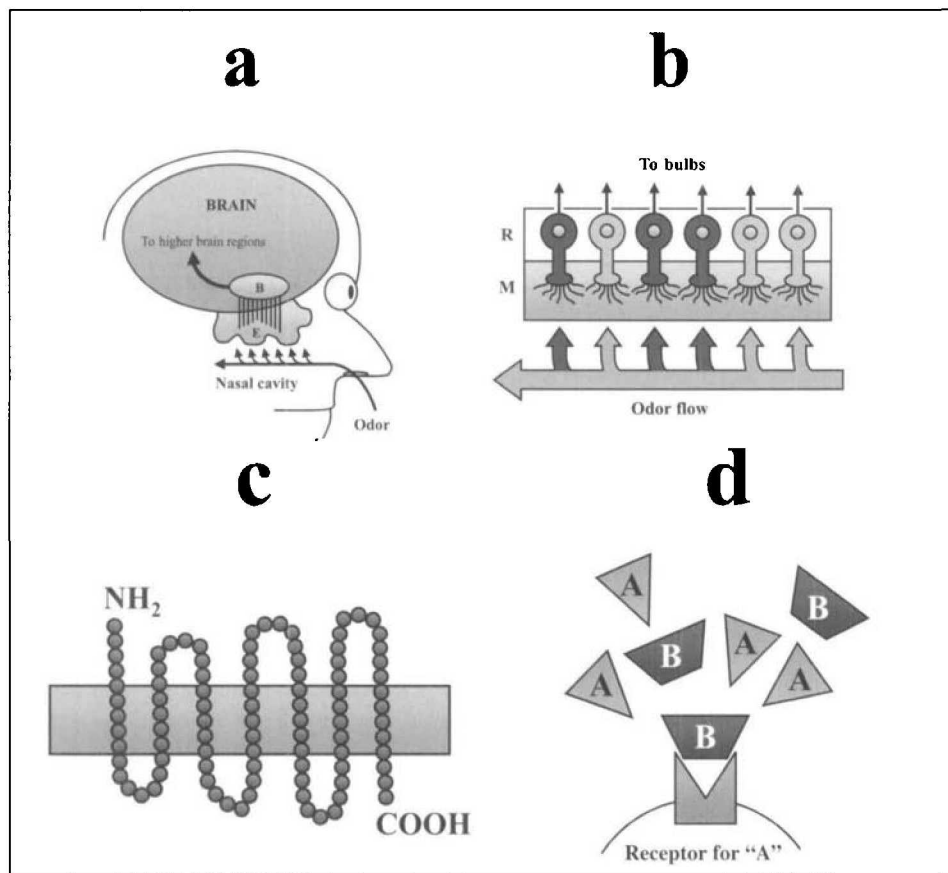 a
BRAIN
To higher brain regions
B
E
Nasal cavity
Odor
b
To bulbs
R
M
Odor flow
c
NH₂
COOH
d
A
B
B
A
A
A
B
Receptor for “A”